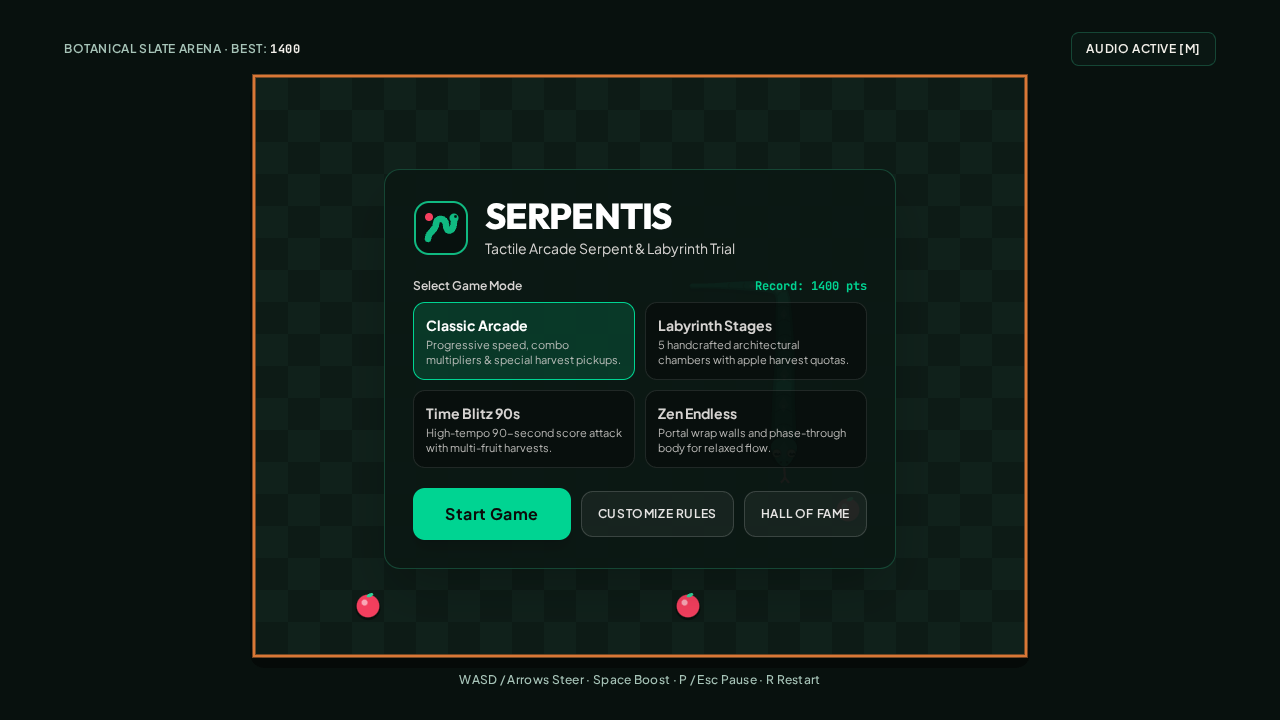 BOTANICAL SLATE ARENA · BEST: 1400
AUDIO ACTIVE [M]
SERPENTIS
Tactile Arcade Serpent & Labyrinth Trial
Select Game Mode
Record: 1400 pts
Classic Arcade
Progressive speed, combo
multipliers & special harvest pickups.
Labyrinth Stages
5 handcrafted architectural
chambers with apple harvest quotas.
Time Blitz 90s
High-tempo 90-second score attack
with multi-fruit harvests.
Zen Endless
Portal wrap walls and phase-through
body for relaxed flow.
Start Game
CUSTOMIZE RULES
HALL OF FAME
WASD / Arrows Steer · Space Boost · P / Esc Pause · R Restart